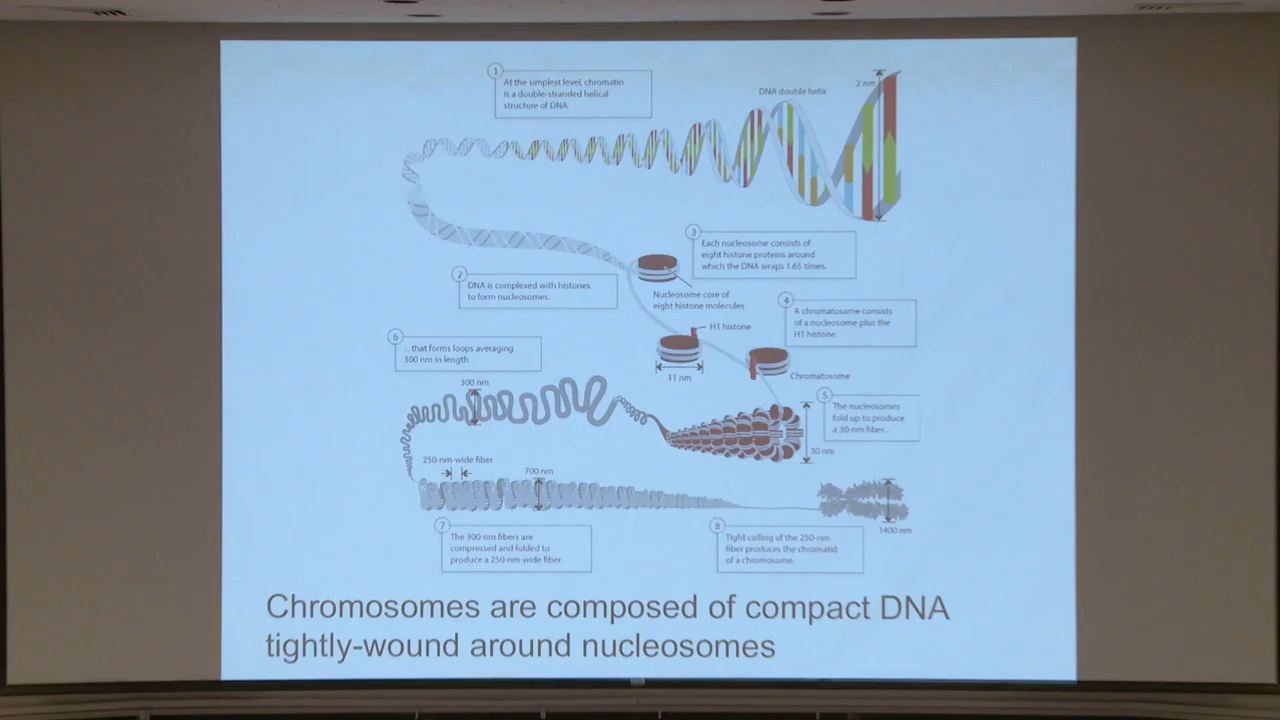 1
At the simplest level, chromatin
is a double-stranded helical
structure of DNA.
DNA double helix
2 nm
3
Each nucleosome consists of
eight histone proteins around
which the DNA wraps 1.65 times.
2
DNA is complexed with histones
to form nucleosomes.
Nucleosome core of
eight histone molecules
4
A chromatosome consists
of a nucleosome plus the
H1 histone.
H1 histone
11 nm
Chromatosome
6
...that forms loops averaging
300 nm in length.
300 nm
5
The nucleosomes
fold up to produce
a 30-nm fiber...
30 nm
250-nm-wide fiber
700 nm
1400 nm
7
The 300-nm fibers are
compressed and folded to
produce a 250-nm-wide fiber.
8
Tight coiling of the 250-nm
fiber produces the chromatid
of a chromosome.
Chromosomes are composed of compact DNA
tightly-wound around nucleosomes